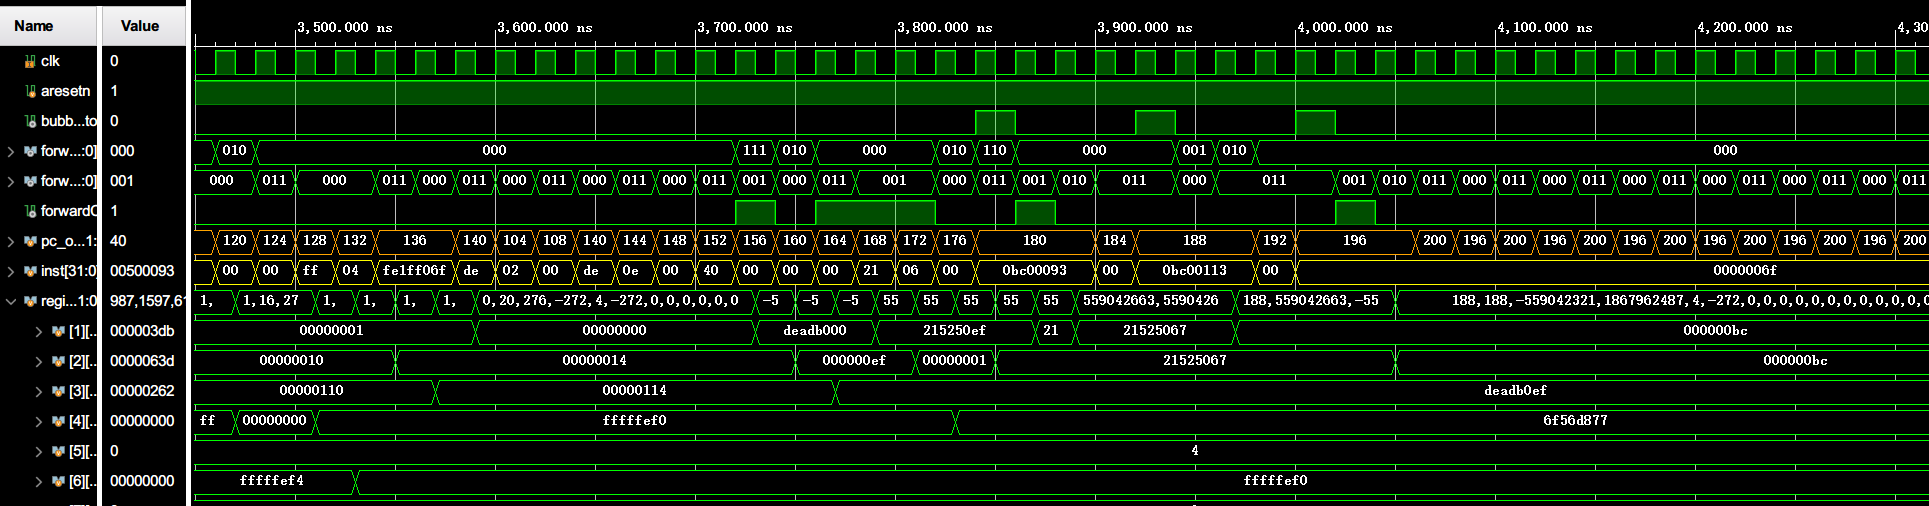 Name Value 3,500.000 ns 3,600.000 ns 3,700.000 ns 3,800.000 ns 3,900.000 ns 4,000.000 ns 4,100.000 ns 4,200.000 ns 4,30
clk 0
aresetn 1
bubb...to 0
forw...:0] 000 010 000 111 010 000 010 110 000 001 010 000
forw...:0] 001 000 011 000 011 000 011 000 011 000 011 000 011 001 000 011 001 000 011 001 010 011 000 011 001 010 011 000 011 000 011 000 011 000 011 000 011 000 011
forwardC 1
pc_o...1: 40 120 124 128 132 136 140 104 108 140 144 148 152 156 160 164 168 172 176 180 184 188 192 196 200 196 200 196 200 196 200 196 200 196 200 196 200
inst[31:0] 00500093 00 00 ff 04 fe1ff06f de 02 00 de 0e 00 40 00 00 00 21 06 00 0bc00093 00 0bc00113 00 0000006f
regi...1:0 987,1597,61 1, 1,16,27 1, 1, 1, 1, 0,20,276,-272,4,-272,0,0,0,0,0,0 -5 -5 -5 55 55 55 55 55 559042663,5590426 188,559042663,-55 188,188,-559042321,1867962487,4,-272,0,0,0,0,0,0,0,0,0
[1][.. 000003db 00000001 00000000 deadb000 215250ef 21 21525067 000000bc
[2][.. 0000063d 00000010 00000014 000000ef 00000001 21525067 000000bc
[3][.. 00000262 00000110 00000114 deadb0ef
[4][.. 00000000 ff 00000000 fffffef0 6f56d877
[5][.. 0 4
[6][.. 00000000 fffffef4 fffffef0